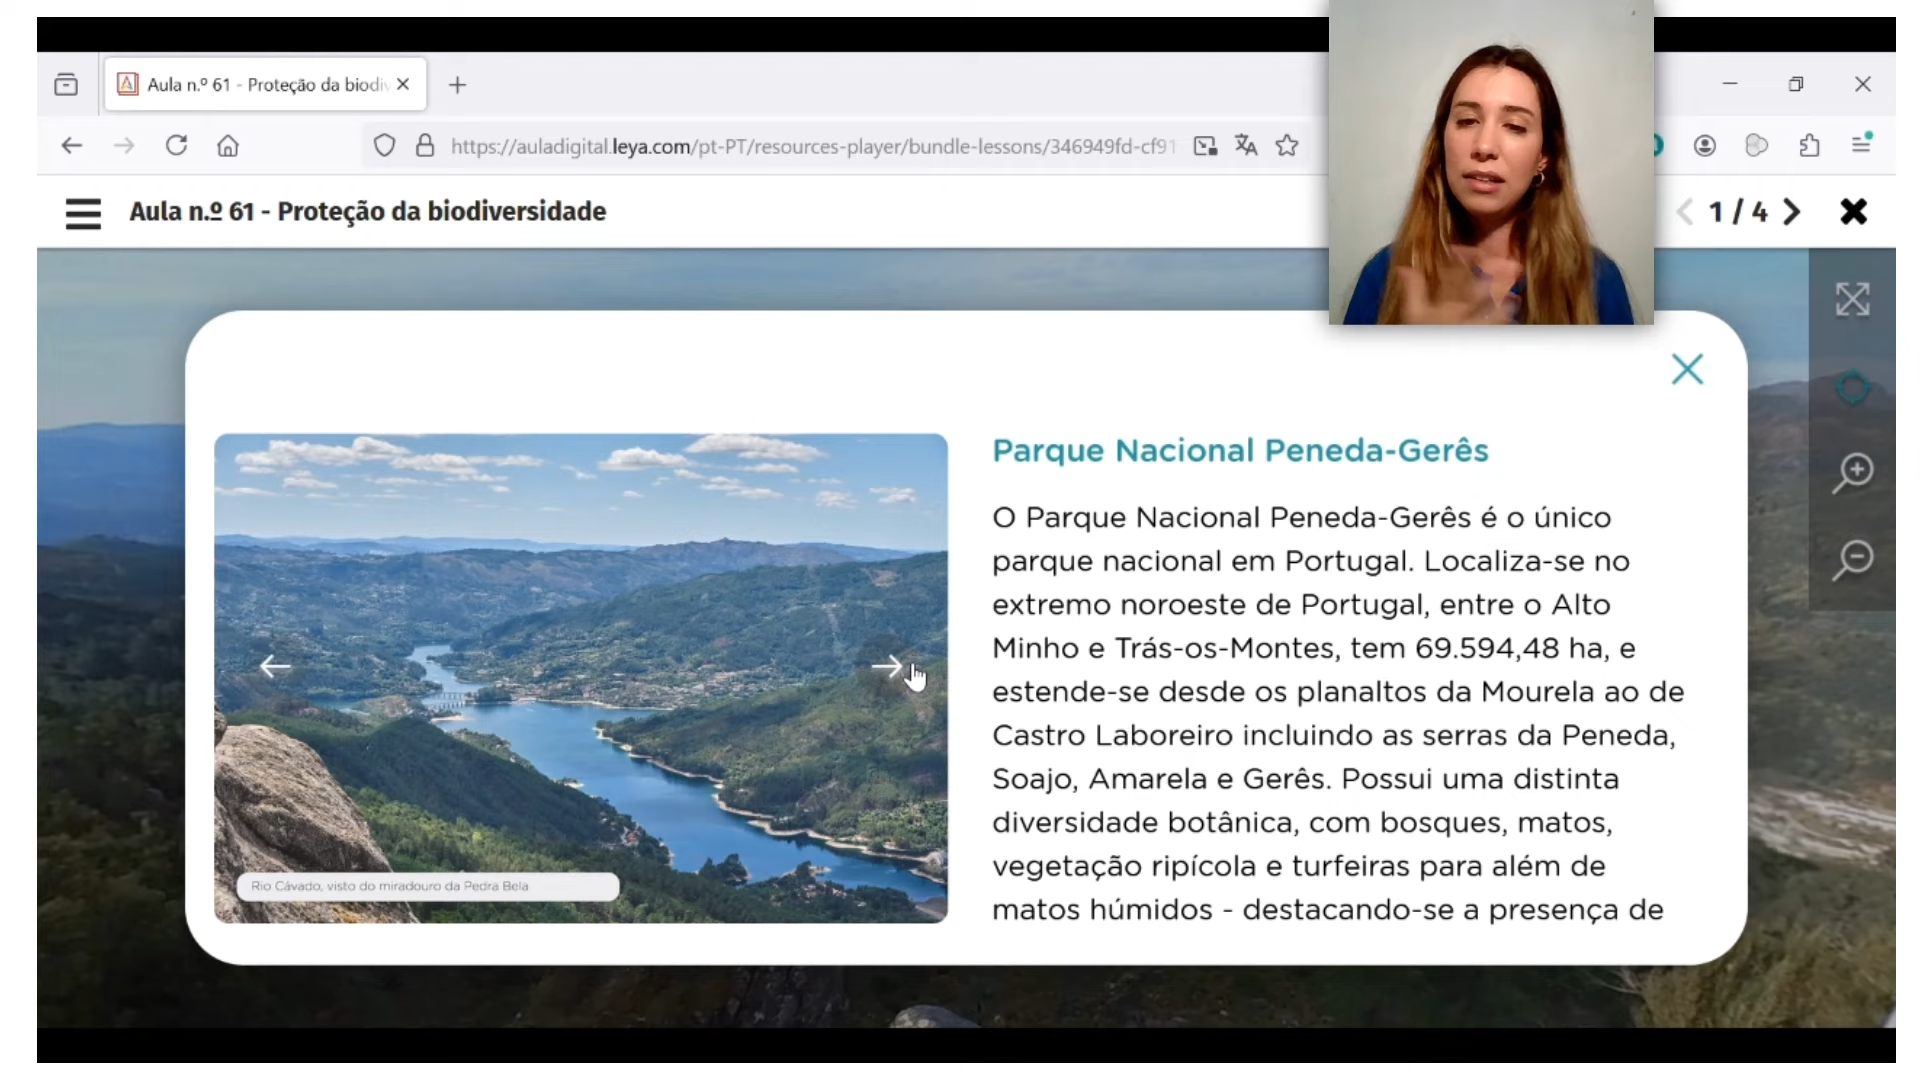 Aula n.º 61 - Proteção da biodiv
https://auladigital.leya.com/pt-PT/resources-player/bundle-lessons/346949fd-cf91
Aula n.º 61 - Proteção da biodiversidade
1 / 4
Parque Nacional Peneda-Gerês
O Parque Nacional Peneda-Gerês é o único
parque nacional em Portugal. Localiza-se no
extremo noroeste de Portugal, entre o Alto
Minho e Trás-os-Montes, tem 69.594,48 ha, e
estende-se desde os planaltos da Mourela ao de
Castro Laboreiro incluindo as serras da Peneda,
Soajo, Amarela e Gerês. Possui uma distinta
diversidade botânica, com bosques, matos,
vegetação ripícola e turfeiras para além de
matos húmidos - destacando-se a presença de
Rio Cávado, visto do miradouro da Pedra Bela